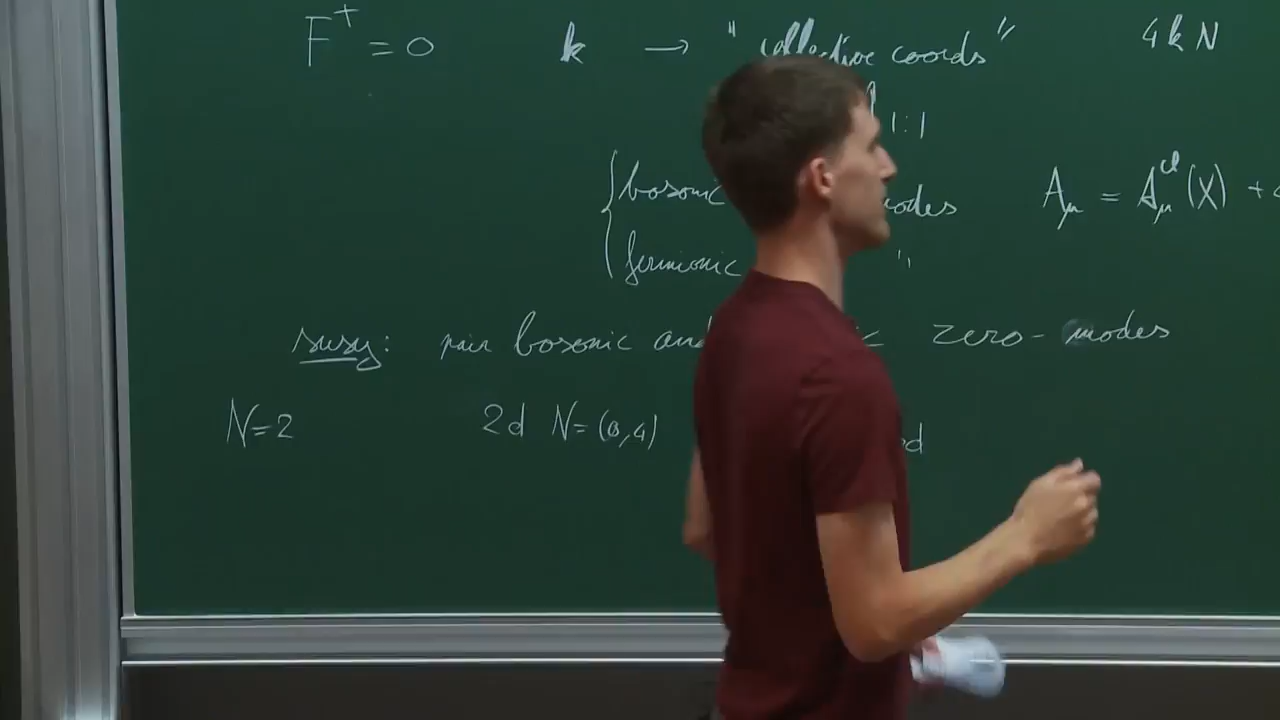 F⁺ = 0 k → "collective coords" 4kN
1:1
{ bosonic modes A_μ = A_μ^cl (X) +
fermionic "
susy: pair bosonic and zero-modes
N=2 2d N=(0,4)